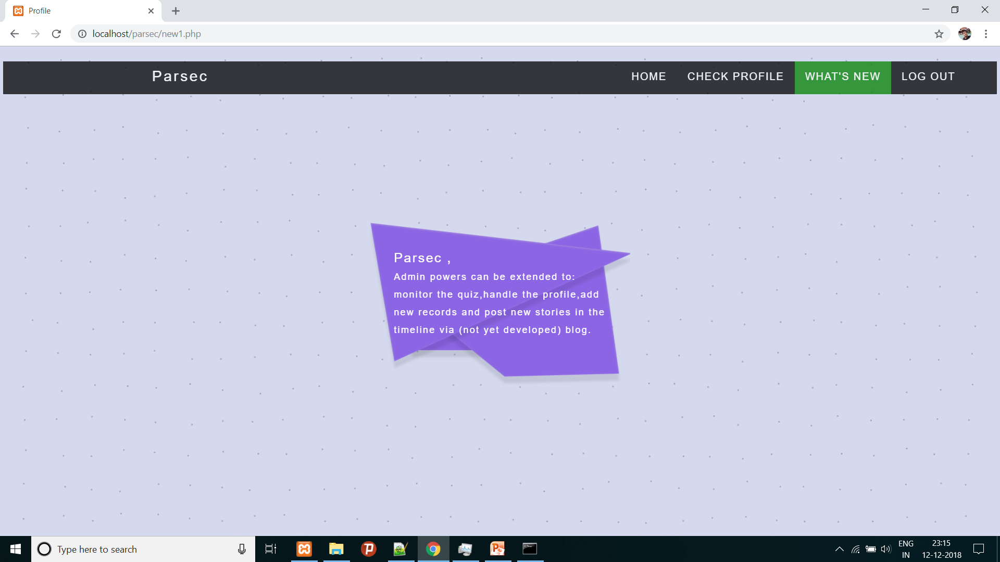 Profile
localhost/parsec/new1.php
Parsec
HOME CHECK PROFILE WHAT'S NEW LOG OUT
Parsec ,
Admin powers can be extended to:
monitor the quiz,handle the profile,add
new records and post new stories in the
timeline via (not yet developed) blog.
Type here to search
ENG
IN
23:15
12-12-2018